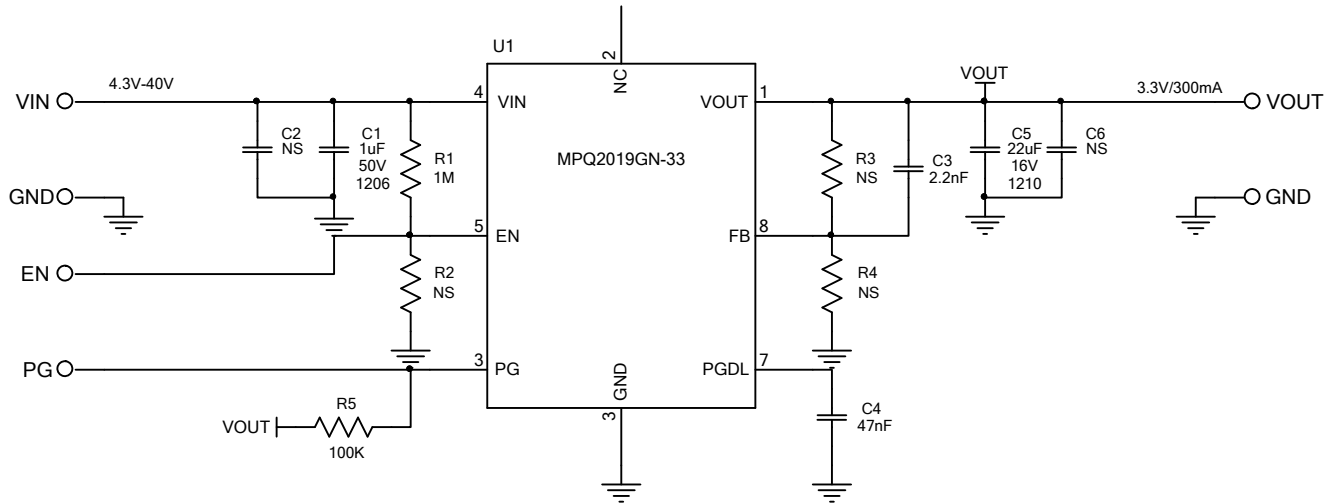 U1
2
NC
4.3V-40V
VIN
4
VIN
VOUT
1
VOUT
3.3V/300mA
VOUT
C2
NS
C1
1uF
50V
1206
R1
1M
MPQ2019GN-33
R3
NS
C3
2.2nF
C5
22uF
16V
1210
C6
NS
GND
GND
5
EN
FB
8
EN
R2
NS
R4
NS
PG
3
PG
GND
3
PGDL
7
VOUT
R5
100K
C4
47nF